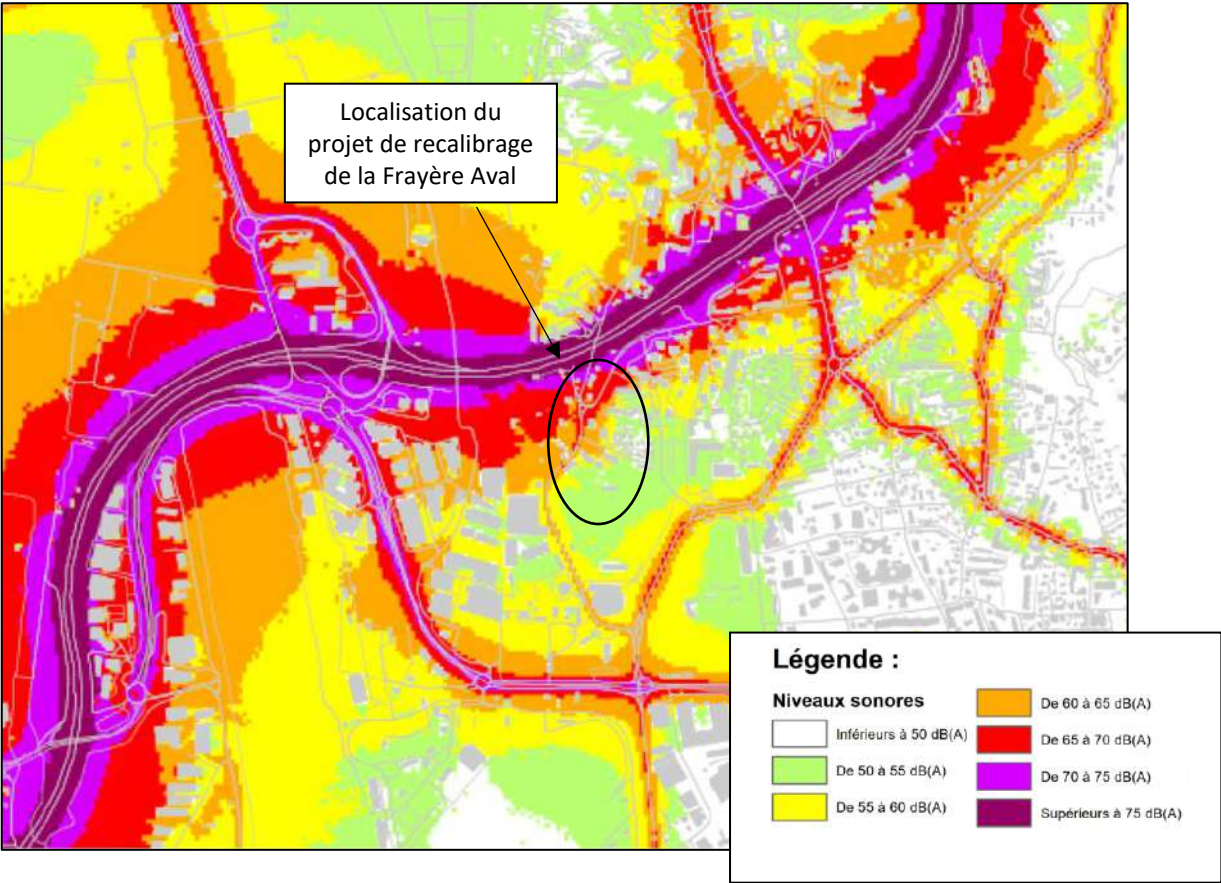 Localisation du
projet de recalibrage
de la Frayère Aval
Légende :
Niveaux sonores
Inférieurs à 50 dB(A)
De 50 à 55 dB(A)
De 55 à 60 dB(A)
De 60 à 65 dB(A)
De 65 à 70 dB(A)
De 70 à 75 dB(A)
Supérieurs à 75 dB(A)